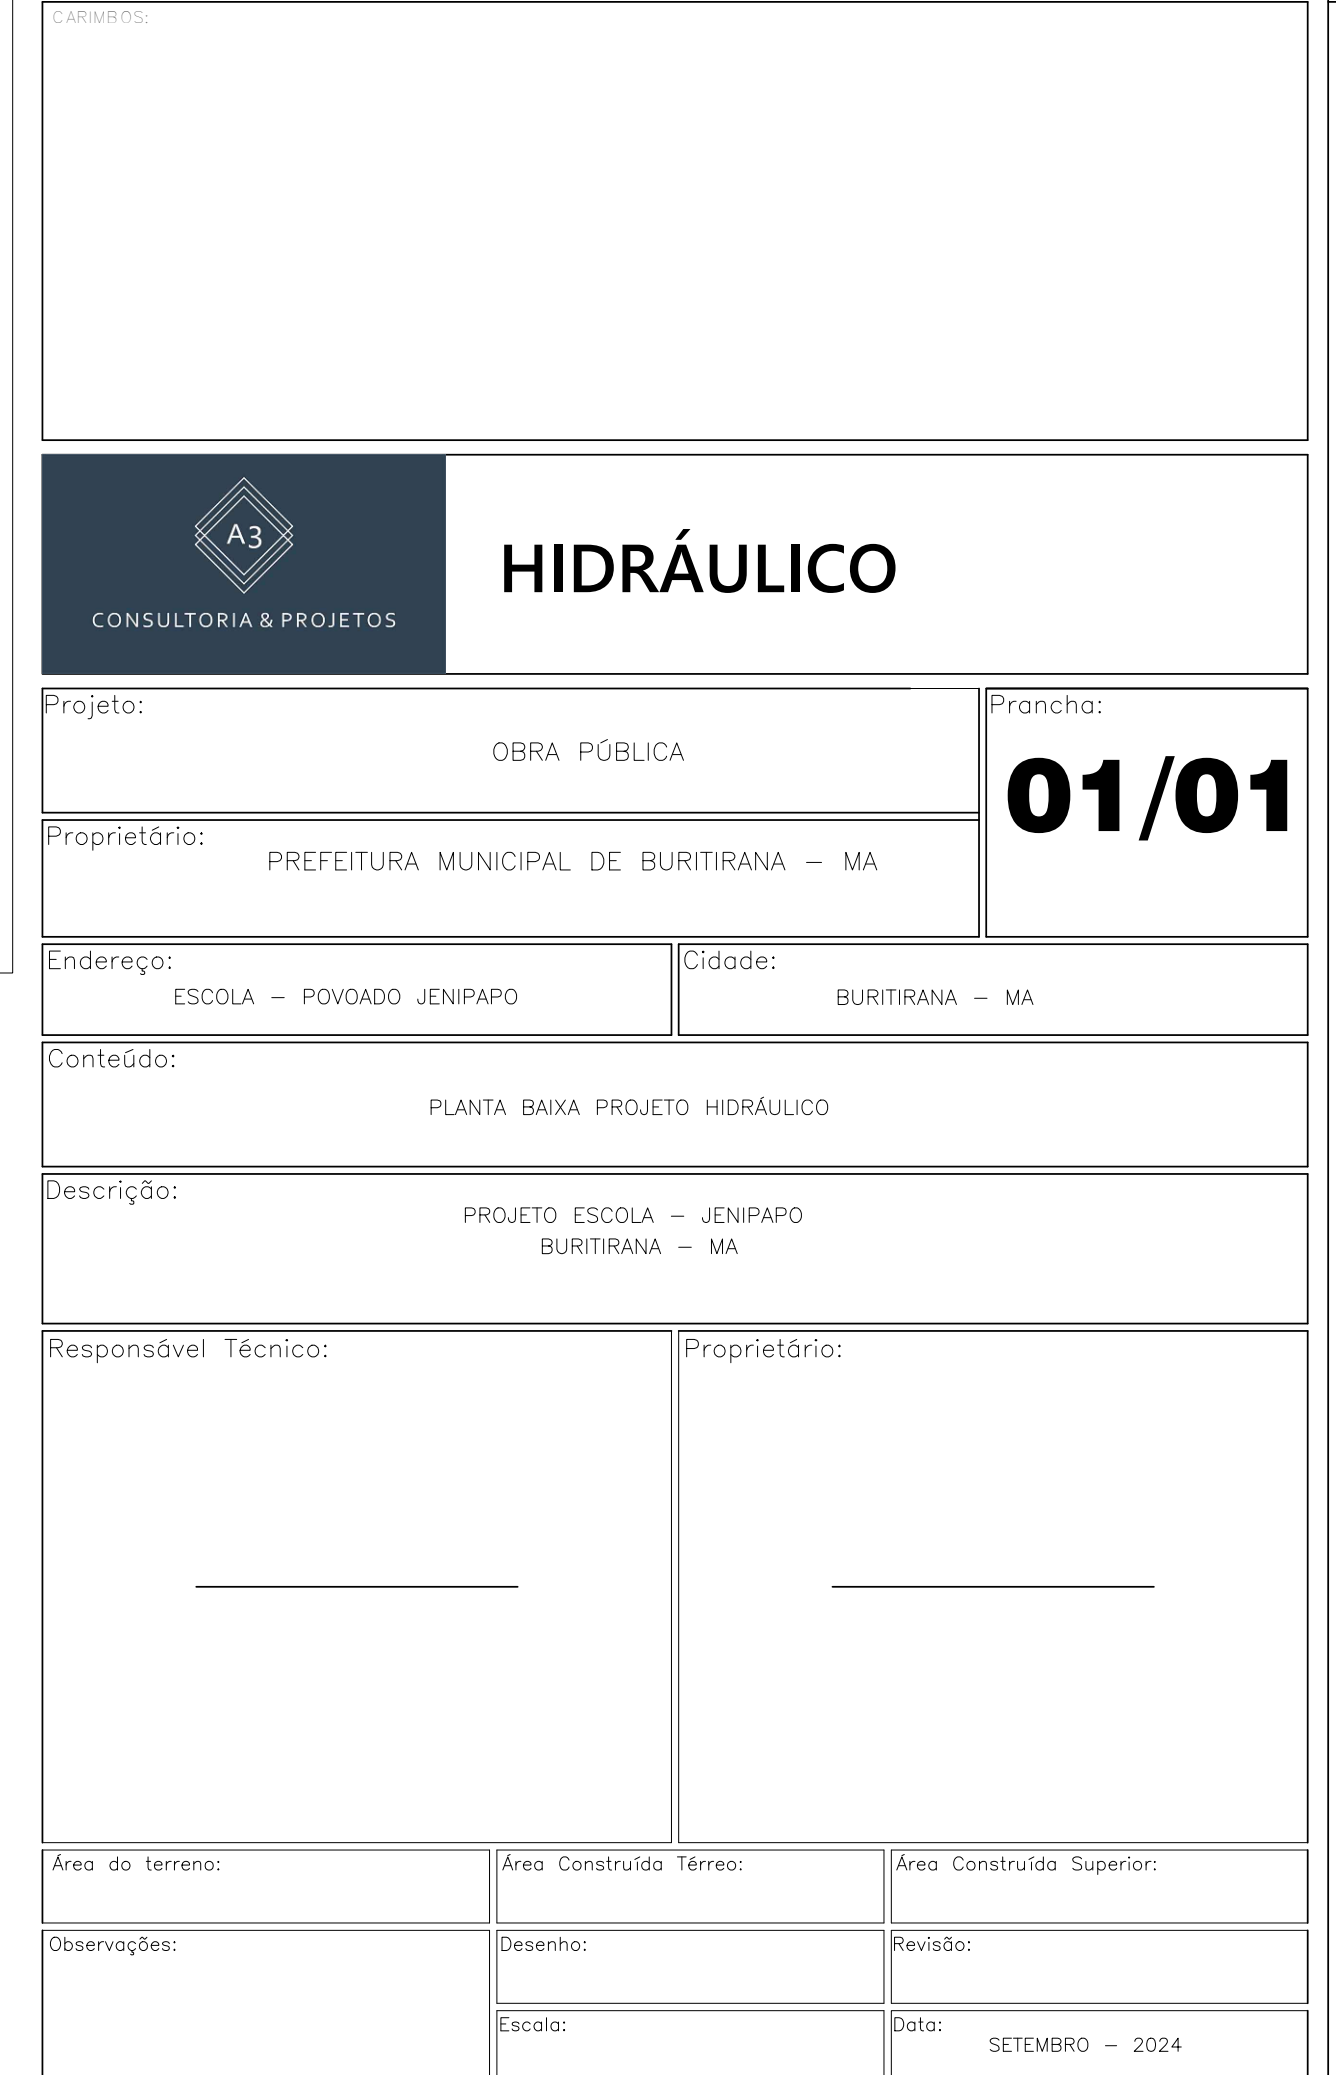 CARIMBOS:
A3
CONSULTORIA & PROJETOS
HIDRÁULICO
Projeto:
OBRA PÚBLICA
Prancha:
01/01
Proprietário:
PREFEITURA MUNICIPAL DE BURITIRANA – MA
Endereço:
ESCOLA – POVOADO JENIPAPO
Cidade:
BURITIRANA – MA
Conteúdo:
PLANTA BAIXA PROJETO HIDRÁULICO
Descrição:
PROJETO ESCOLA – JENIPAPO
BURITIRANA – MA
Responsável Técnico:
Proprietário:
Área do terreno:
Área Construída Térreo:
Área Construída Superior:
Observações:
Desenho:
Revisão:
Escala:
Data:
SETEMBRO – 2024